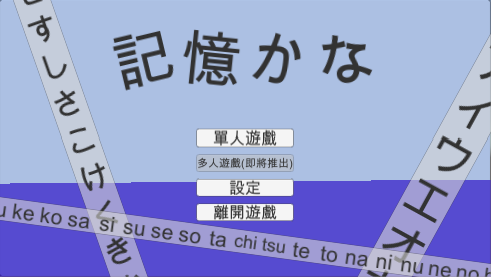 記憶かな
單人遊戲
多人遊戲(即將推出)
設定
離開遊戲
すしさこけくき
イウエオ
u ke ko sa si su se so ta chi tsu te to na ni nu ne no